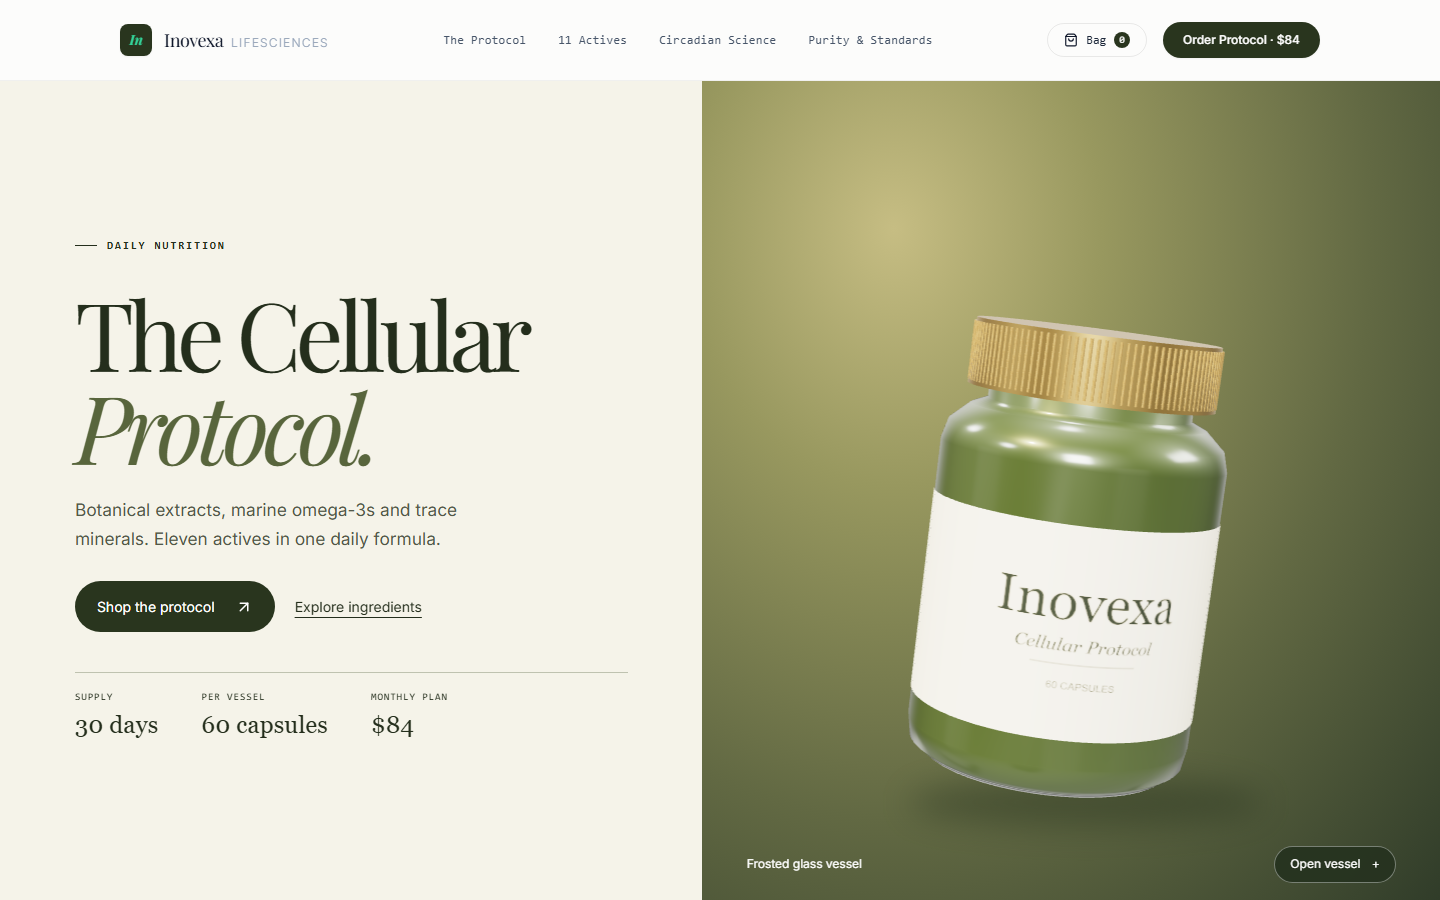 In Inovexa LIFESCIENCES
The Protocol 11 Actives Circadian Science Purity & Standards
Bag 0
Order Protocol · $84
DAILY NUTRITION
The Cellular
Protocol.
Botanical extracts, marine omega-3s and trace
minerals. Eleven actives in one daily formula.
Shop the protocol
Explore ingredients
SUPPLY
30 days
PER VESSEL
60 capsules
MONTHLY PLAN
$84
Inovexa
Cellular Protocol
60 CAPSULES
Frosted glass vessel
Open vessel +